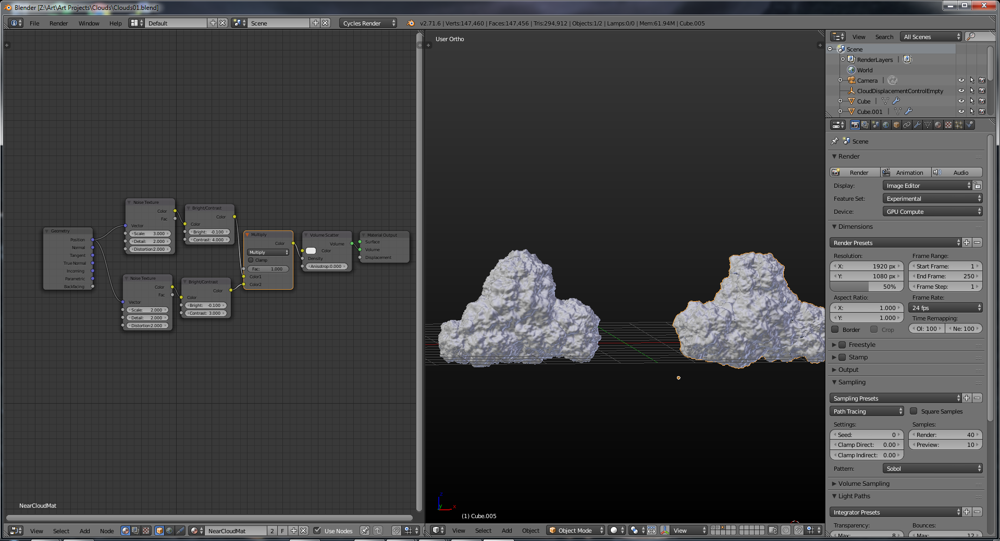 Blender [Z:\Art\Art Projects\Clouds\Clouds01.blend]
File Render Window Help Default Scene Cycles Render v2.71.6 | Verts:147,460 | Faces:147,456 | Tris:294,912 | Objects:1/2 | Lamps:0/0 | Mem:61.94M | Cube.005
Geometry
Position
Normal
Tangent
True Normal
Incoming
Parametric
Backfacing
Noise Texture
Color
Fac
Vector
Scale: 3.000
Detail: 2.000
Distortion 2.000
Bright/Contrast
Color
Color
Bright: -0.100
Contrast: 4.000
Noise Texture
Color
Fac
Vector
Scale: 2.000
Detail: 2.000
Distortion 2.000
Bright/Contrast
Color
Color
Bright: -0.100
Contrast: 3.000
Multiply
Color
Multiply
Clamp
Fac: 1.000
Color1
Color2
Volume Scatter
Volume
Color
Density
Anisotrop:0.000
Material Output
Surface
Volume
Displacement
NearCloudMat
View Select Add Node NearCloudMat 2 F Use Nodes
User Ortho
z
y
x
(1) Cube.005
View Select Add Object Object Mode View
View Search All Scenes
Scene
RenderLayers |
World
Camera |
CloudDisplacementControlEmpty
Cube |
Cube.001 |
Scene
Render
Render Animation Audio
Display: Image Editor
Feature Set: Experimental
Device: GPU Compute
Dimensions
Render Presets
Resolution: Frame Range:
X: 1920 px Start Frame: 1
Y: 1080 px End Frame: 250
50% Frame Step: 1
Aspect Ratio: Frame Rate:
X: 1.000 24 fps
Y: 1.000 Time Remapping:
Border Crop Ol: 100 Ne: 100
Freestyle
Stamp
Output
Sampling
Sampling Presets
Path Tracing Square Samples
Settings: Samples:
Seed: 0 Render: 40
Clamp Direct: 0.00 Preview: 10
Clamp Indirect: 0.00
Pattern: Sobol
Volume Sampling
Light Paths
Integrator Presets
Transparency: Bounces:
Max: 8 Max: 12